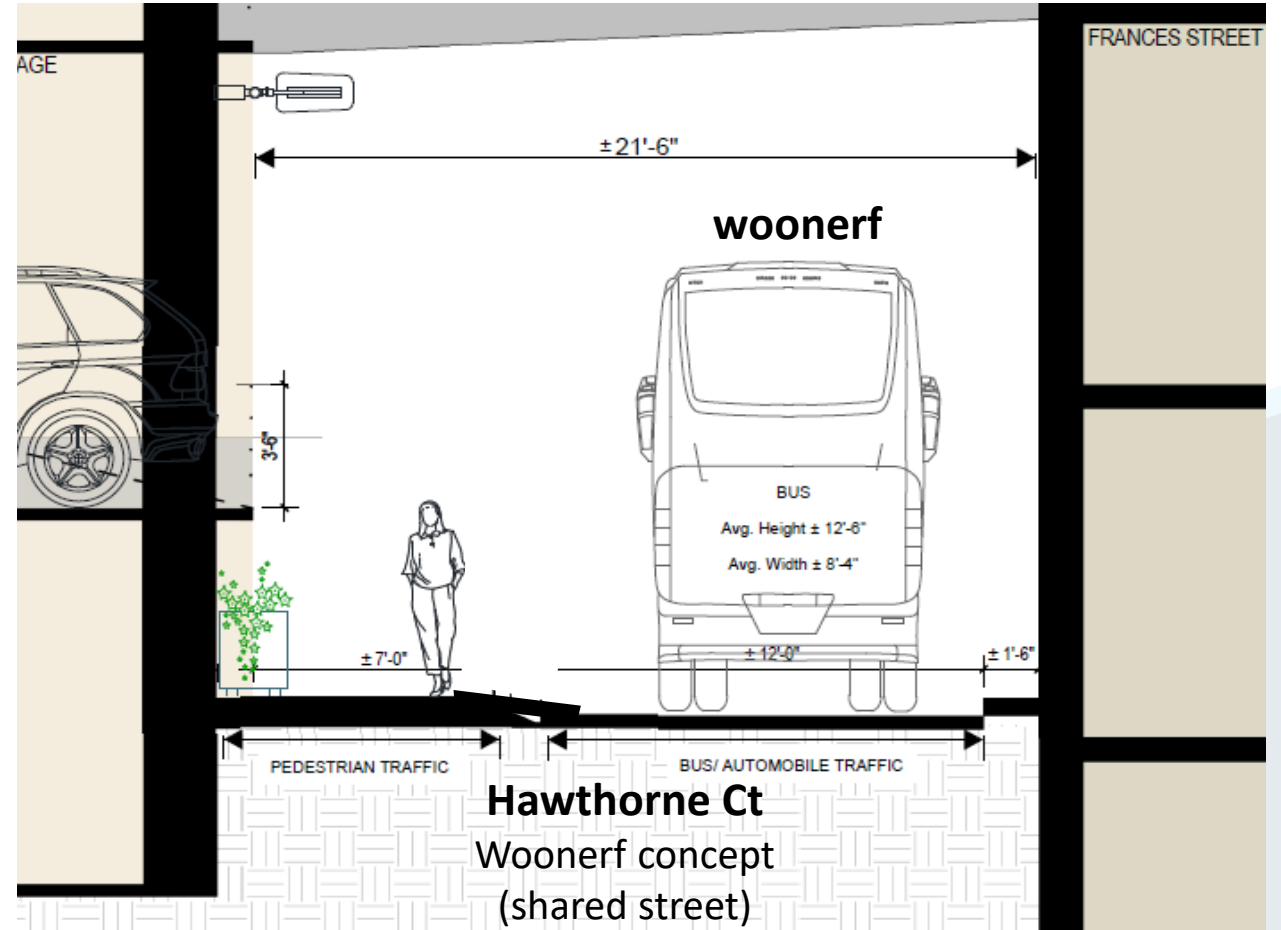 AGE
FRANCES STREET
±21'-6"
woonerf
3'-6"
BUS
Avg. Height ± 12'-6"
Avg. Width ± 8'-4"
±7'-0"
±12'-0"
±1'-6"
PEDESTRIAN TRAFFIC
BUS/ AUTOMOBILE TRAFFIC
Hawthorne Ct
Woonerf concept
(shared street)